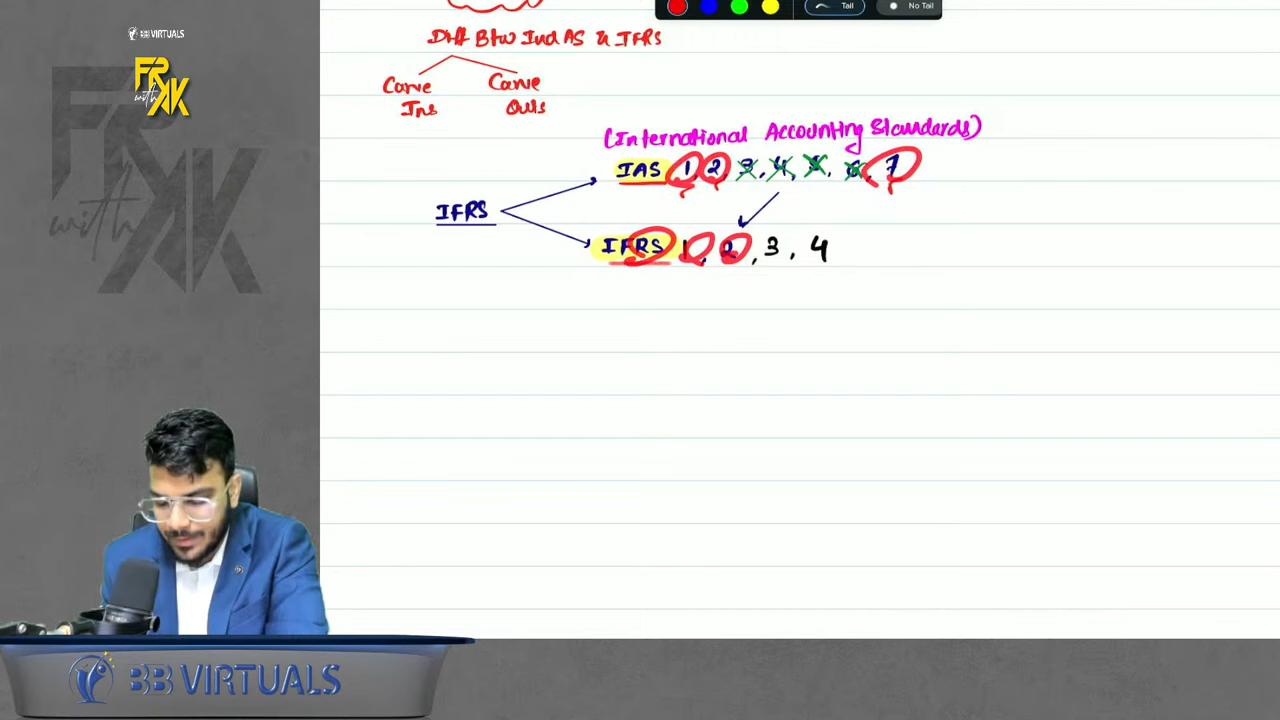 BB VIRTUALS
FR
with
KK
Tail
No Tail
Diff Btw Ind AS & IFRS
Carve Ins
Carve Outs
(International Accounting Standards)
IAS 1, 2, 3, 4, 5, 6, 7
IFRS
IFRS 1, 2, 3, 4
BB VIRTUALS